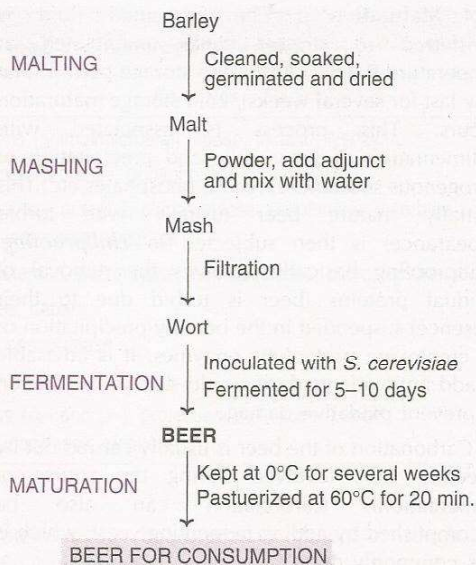 Barley
MALTING
Cleaned, soaked,
germinated and dried
Malt
MASHING
Powder, add adjunct
and mix with water
Mash
Filtration
Wort
FERMENTATION
Inoculated with S. cerevisiae
Fermented for 5–10 days
BEER
MATURATION
Kept at 0°C for several weeks
Pastuerized at 60°C for 20 min.
BEER FOR CONSUMPTION